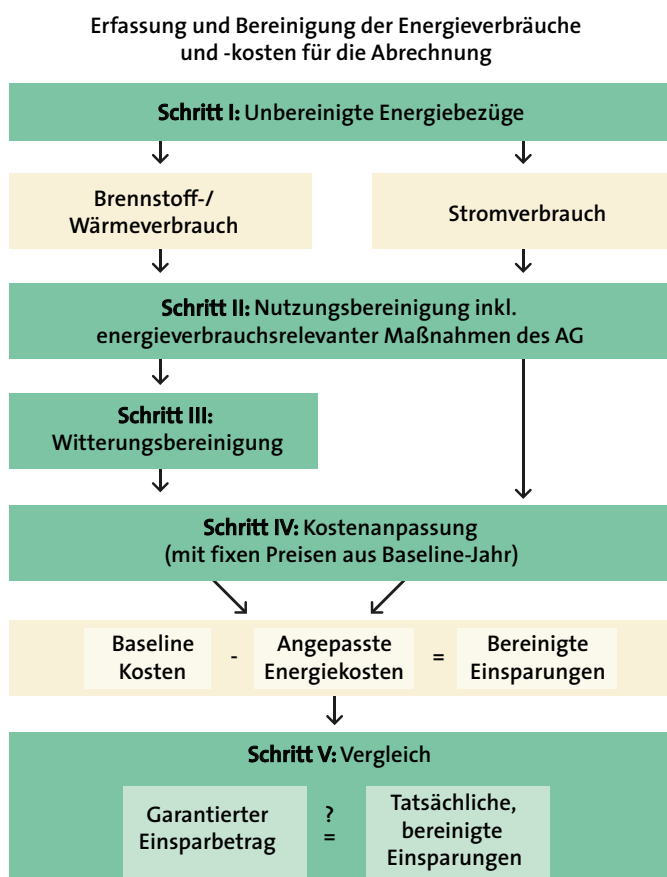 Erfassung und Bereinigung der Energieverbräuche
und -kosten für die Abrechnung
Schritt I: Unbereinigte Energiebezüge
Brennstoff-/
Wärmeverbrauch
Stromverbrauch
Schritt II: Nutzungsbereinigung inkl.
energieverbrauchsrelevanter Maßnahmen des AG
Schritt III:
Witterungsbereinigung
Schritt IV: Kostenanpassung
(mit fixen Preisen aus Baseline-Jahr)
Baseline
Kosten
-
Angepasste
Energiekosten
=
Bereinigte
Einsparungen
Schritt V: Vergleich
Garantierter
Einsparbetrag
?
=
Tatsächliche,
bereinigte
Einsparungen